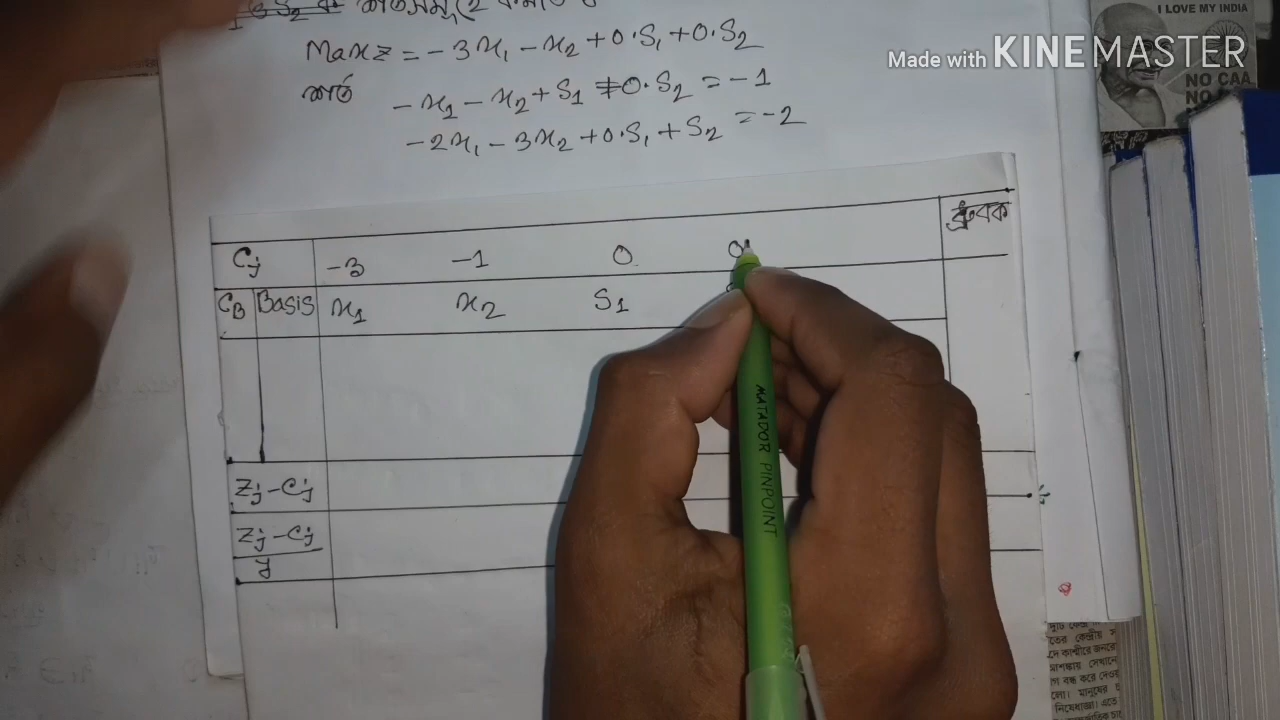 Max z = -3x₁ - x₂ + 0·S₁ + 0·S₂
শর্ত -x₁ - x₂ + S₁ + 0·S₂ = -1
-2x₁ - 3x₂ + 0·S₁ + S₂ = -2
Cj -3 -1 0 0 ধ্রুবক
CB Basis x₁ x₂ S₁
Zj - Cj
Zj - Cj
y
I LOVE MY INDIA
NO CAA
Made with KINEMASTER
MATADOR PINPOINT